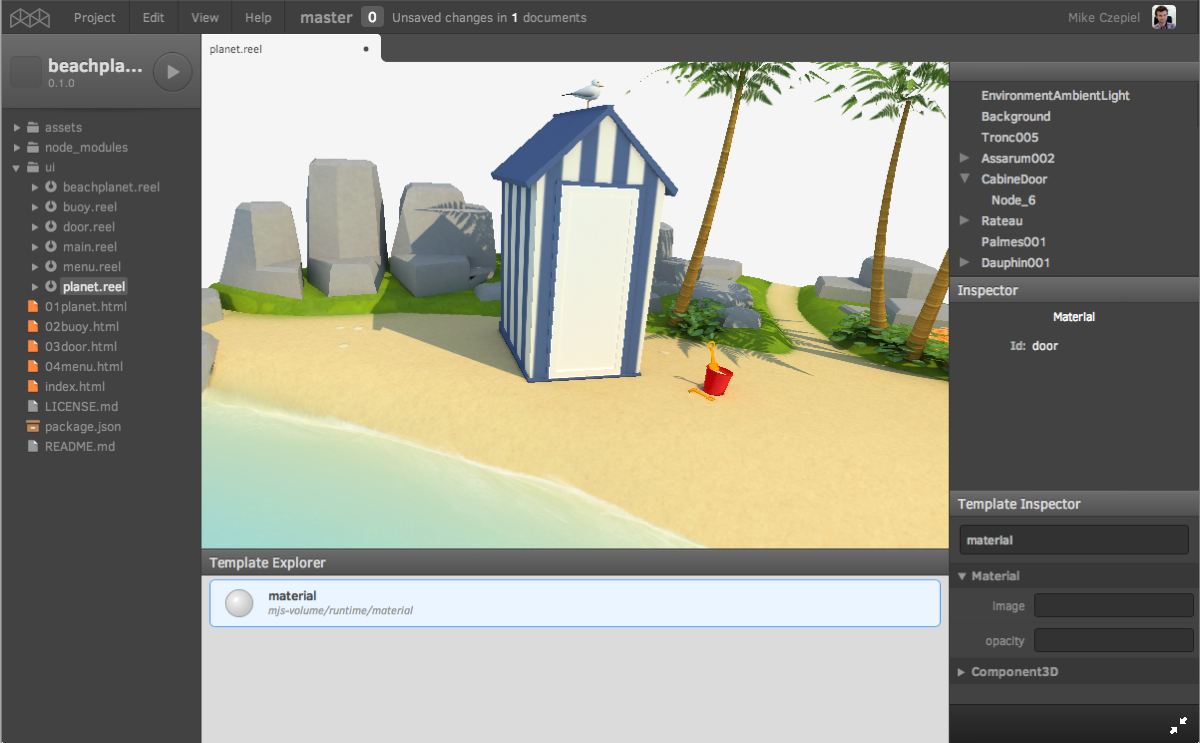 Project Edit View Help master 0 Unsaved changes in 1 documents Mike Czepiel
beachpla...
0.1.0
assets
node_modules
ui
beachplanet.reel
buoy.reel
door.reel
main.reel
menu.reel
planet.reel
01planet.html
02buoy.html
03door.html
04menu.html
index.html
LICENSE.md
package.json
README.md
planet.reel
Template Explorer
material
mjs-volume/runtime/material
EnvironmentAmbientLight
Background
Tronc005
Assarum002
CabineDoor
Node_6
Rateau
Palmes001
Dauphin001
Inspector
Material
Id: door
Template Inspector
material
Material
Image
opacity
Component3D